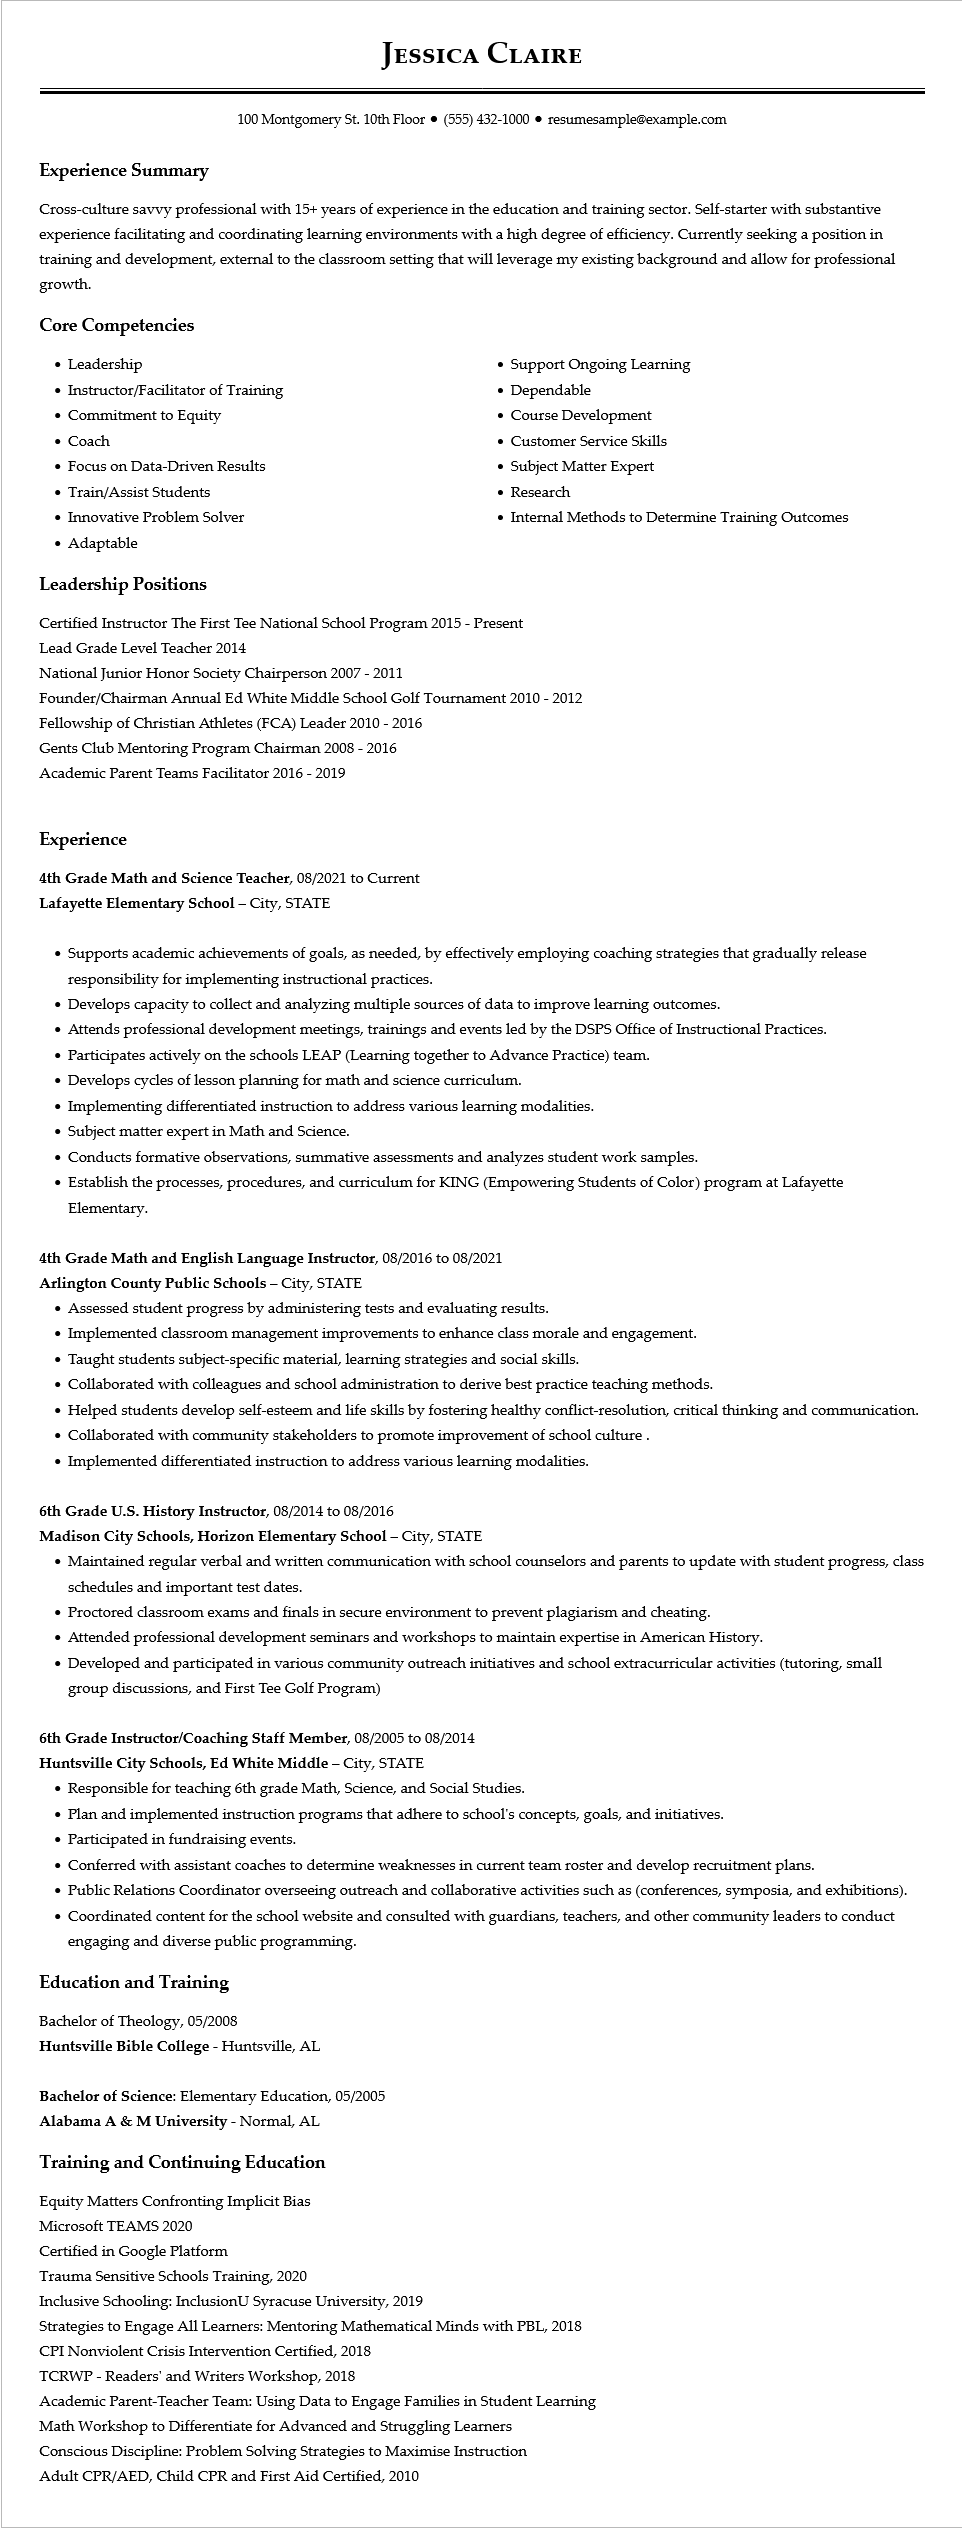 Jessica Claire
100 Montgomery St. 10th Floor ● (555) 432-1000 ● resumesample@example.com
Experience Summary
Cross-culture savvy professional with 15+ years of experience in the education and training sector. Self-starter with substantive
experience facilitating and coordinating learning environments with a high degree of efficiency. Currently seeking a position in
training and development, external to the classroom setting that will leverage my existing background and allow for professional
growth.
Core Competencies
• Leadership
• Instructor/Facilitator of Training
• Commitment to Equity
• Coach
• Focus on Data-Driven Results
• Train/Assist Students
• Innovative Problem Solver
• Adaptable
• Support Ongoing Learning
• Dependable
• Course Development
• Customer Service Skills
• Subject Matter Expert
• Research
• Internal Methods to Determine Training Outcomes
Leadership Positions
Certified Instructor The First Tee National School Program 2015 - Present
Lead Grade Level Teacher 2014
National Junior Honor Society Chairperson 2007 - 2011
Founder/Chairman Annual Ed White Middle School Golf Tournament 2010 - 2012
Fellowship of Christian Athletes (FCA) Leader 2010 - 2016
Gents Club Mentoring Program Chairman 2008 - 2016
Academic Parent Teams Facilitator 2016 - 2019
Experience
4th Grade Math and Science Teacher, 08/2021 to Current
Lafayette Elementary School – City, STATE
• Supports academic achievements of goals, as needed, by effectively employing coaching strategies that gradually release
responsibility for implementing instructional practices.
• Develops capacity to collect and analyzing multiple sources of data to improve learning outcomes.
• Attends professional development meetings, trainings and events led by the DSPS Office of Instructional Practices.
• Participates actively on the schools LEAP (Learning together to Advance Practice) team.
• Develops cycles of lesson planning for math and science curriculum.
• Implementing differentiated instruction to address various learning modalities.
• Subject matter expert in Math and Science.
• Conducts formative observations, summative assessments and analyzes student work samples.
• Establish the processes, procedures, and curriculum for KING (Empowering Students of Color) program at Lafayette
Elementary.
4th Grade Math and English Language Instructor, 08/2016 to 08/2021
Arlington County Public Schools – City, STATE
• Assessed student progress by administering tests and evaluating results.
• Implemented classroom management improvements to enhance class morale and engagement.
• Taught students subject-specific material, learning strategies and social skills.
• Collaborated with colleagues and school administration to derive best practice teaching methods.
• Helped students develop self-esteem and life skills by fostering healthy conflict-resolution, critical thinking and communication.
• Collaborated with community stakeholders to promote improvement of school culture .
• Implemented differentiated instruction to address various learning modalities.
6th Grade U.S. History Instructor, 08/2014 to 08/2016
Madison City Schools, Horizon Elementary School – City, STATE
• Maintained regular verbal and written communication with school counselors and parents to update with student progress, class
schedules and important test dates.
• Proctored classroom exams and finals in secure environment to prevent plagiarism and cheating.
• Attended professional development seminars and workshops to maintain expertise in American History.
• Developed and participated in various community outreach initiatives and school extracurricular activities (tutoring, small
group discussions, and First Tee Golf Program)
6th Grade Instructor/Coaching Staff Member, 08/2005 to 08/2014
Huntsville City Schools, Ed White Middle – City, STATE
• Responsible for teaching 6th grade Math, Science, and Social Studies.
• Plan and implemented instruction programs that adhere to school's concepts, goals, and initiatives.
• Participated in fundraising events.
• Conferred with assistant coaches to determine weaknesses in current team roster and develop recruitment plans.
• Public Relations Coordinator overseeing outreach and collaborative activities such as (conferences, symposia, and exhibitions).
• Coordinated content for the school website and consulted with guardians, teachers, and other community leaders to conduct
engaging and diverse public programming.
Education and Training
Bachelor of Theology, 05/2008
Huntsville Bible College - Huntsville, AL
Bachelor of Science: Elementary Education, 05/2005
Alabama A & M University - Normal, AL
Training and Continuing Education
Equity Matters Confronting Implicit Bias
Microsoft TEAMS 2020
Certified in Google Platform
Trauma Sensitive Schools Training, 2020
Inclusive Schooling: InclusionU Syracuse University, 2019
Strategies to Engage All Learners: Mentoring Mathematical Minds with PBL, 2018
CPI Nonviolent Crisis Intervention Certified, 2018
TCRWP - Readers' and Writers Workshop, 2018
Academic Parent-Teacher Team: Using Data to Engage Families in Student Learning
Math Workshop to Differentiate for Advanced and Struggling Learners
Conscious Discipline: Problem Solving Strategies to Maximise Instruction
Adult CPR/AED, Child CPR and First Aid Certified, 2010